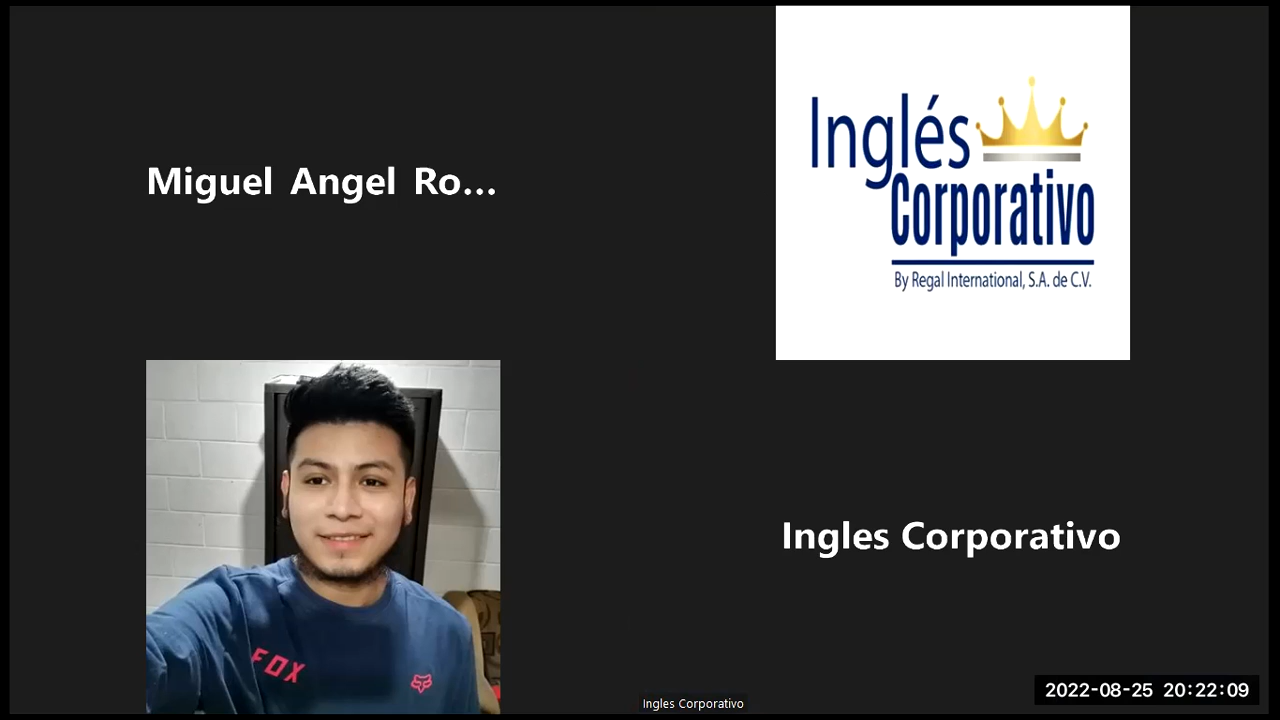 Miguel Angel Ro...
Inglés
Corporativo
By Regal International, S.A. de C.V.
FOX
Ingles Corporativo
Ingles Corporativo
2022-08-25 20:22:09